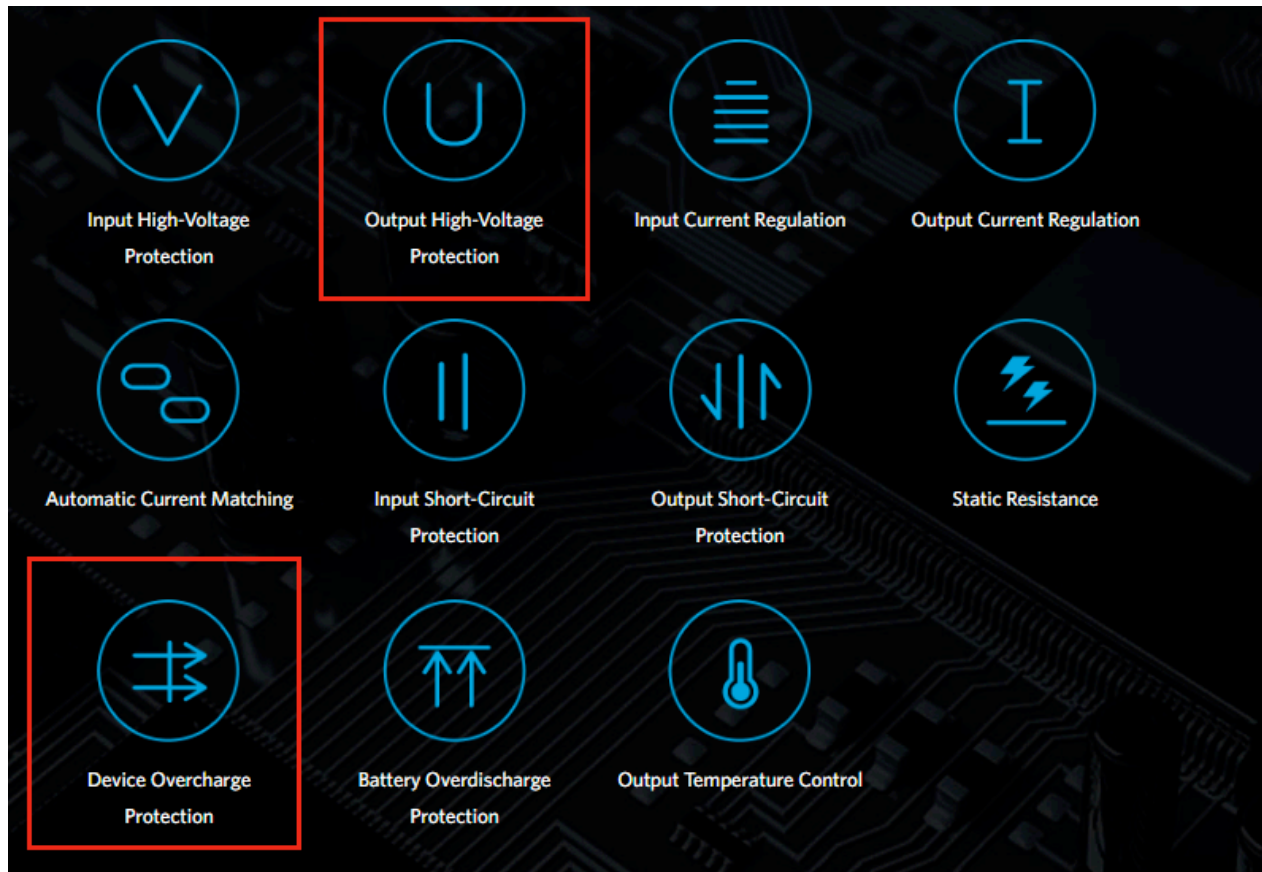 Input High-Voltage
Protection
Output High-Voltage
Protection
Input Current Regulation
Output Current Regulation
Automatic Current Matching
Input Short-Circuit
Protection
Output Short-Circuit
Protection
Static Resistance
Device Overcharge
Protection
Battery Overdischarge
Protection
Output Temperature Control